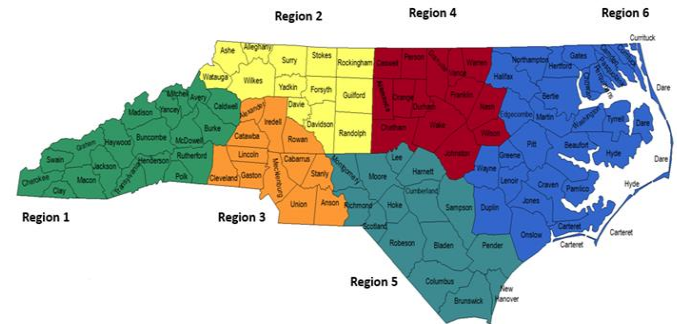 Region 2
Region 4
Region 6
Currituck
Ashe
Alleghany
Surry
Stokes
Rockingham
Caswell
Person
Warren
Northampton
Gates
Hertford
Halifax
Watauga
Wilkes
Yadkin
Forsyth
Guilford
Orange
Durham
Vance
Franklin
Nash
Edgecombe
Bertie
Martin
Washington
Tyrrell
Dare
Dare
Mitchell
Avery
Caldwell
Alexander
Iredell
Davie
Davidson
Randolph
Chatham
Wake
Wilson
Johnston
Pitt
Beaufort
Hyde
Dare
Madison
Yancey
Burke
Catawba
Rowan
Swain
Graham
Haywood
Buncombe
McDowell
Rutherford
Lincoln
Cabarrus
Montgomery
Lee
Moore
Harnett
Wayne
Greene
Lenoir
Craven
Pamlico
Hyde
Cherokee
Clay
Macon
Jackson
Transylvania
Henderson
Polk
Cleveland
Gaston
Mecklenburg
Stanly
Union
Anson
Richmond
Scotland
Hoke
Cumberland
Sampson
Duplin
Jones
Onslow
Carteret
Carteret
Carteret
Region 1
Region 3
Robeson
Bladen
Pender
Columbus
Brunswick
New
Hanover
Region 5